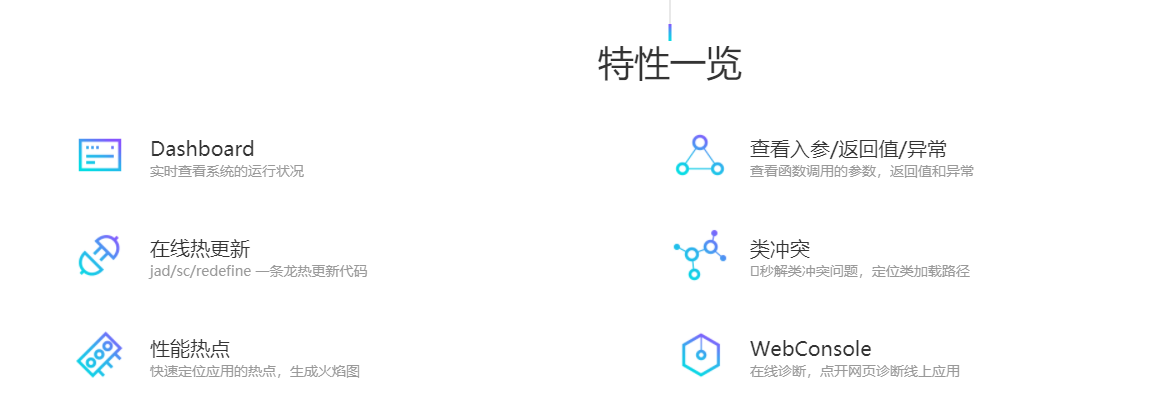 特性一览
Dashboard
实时查看系统的运行状况
查看入参/返回值/异常
查看函数调用的参数，返回值和异常
在线热更新
jad/sc/redefine 一条龙热更新代码
类冲突
秒解类冲突问题，定位类加载路径
性能热点
快速定位应用的热点，生成火焰图
WebConsole
在线诊断，点开网页诊断线上应用